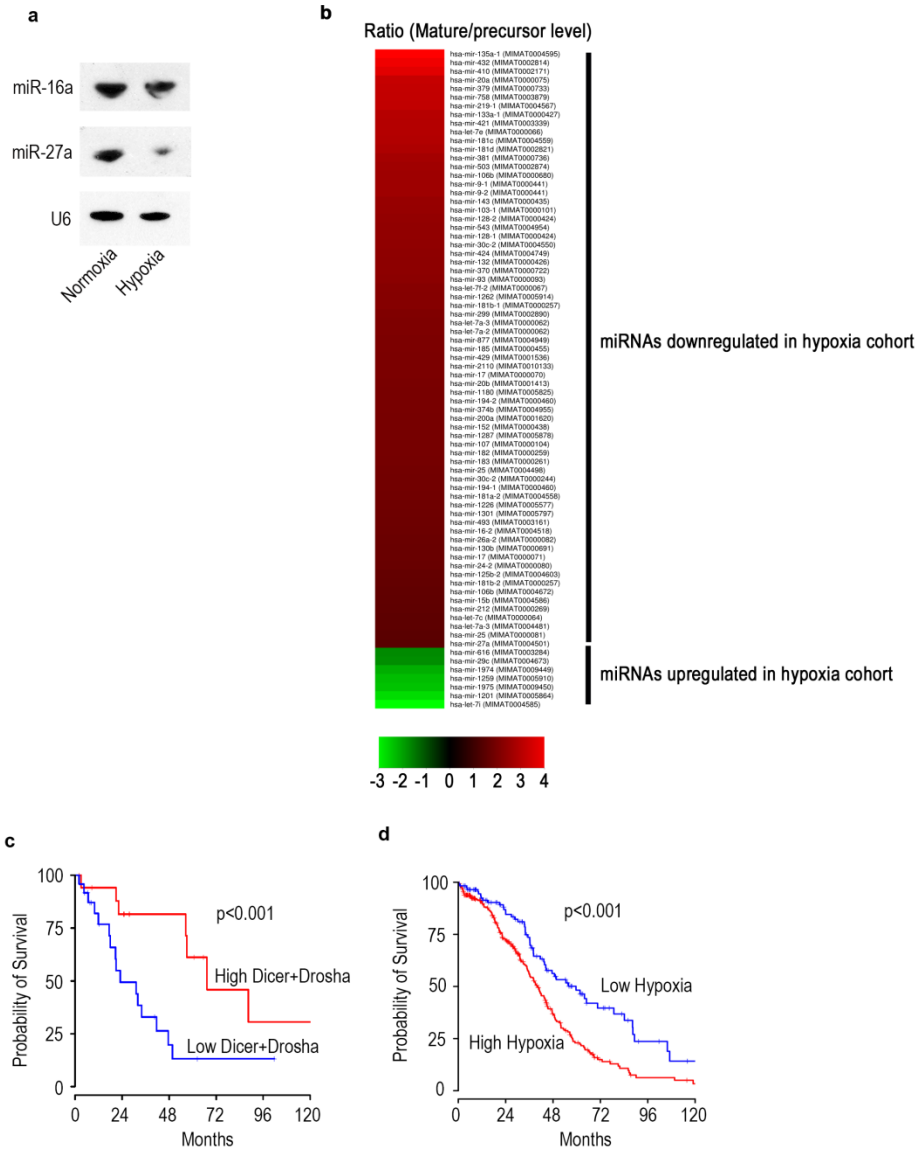 a
miR-16a
miR-27a
U6
Normoxia
Hypoxia
b
Ratio (Mature/precursor level)
hsa-mir-135a-1 (MIMAT0004595)
hsa-mir-432 (MIMAT0002814)
hsa-mir-410 (MIMAT0002171)
hsa-mir-20a (MIMAT0000075)
hsa-mir-379 (MIMAT0000733)
hsa-mir-758 (MIMAT0003879)
hsa-mir-219-1 (MIMAT0004567)
hsa-mir-133a-1 (MIMAT0000427)
hsa-mir-421 (MIMAT0003339)
hsa-let-7e (MIMAT0000066)
hsa-mir-181c (MIMAT0004559)
hsa-mir-181d (MIMAT0002821)
hsa-mir-381 (MIMAT0000736)
hsa-mir-503 (MIMAT0002874)
hsa-mir-106b (MIMAT0000680)
hsa-mir-9-1 (MIMAT0000441)
hsa-mir-9-2 (MIMAT0000441)
hsa-mir-143 (MIMAT0000435)
hsa-mir-103-1 (MIMAT0000101)
hsa-mir-128-2 (MIMAT0000424)
hsa-mir-543 (MIMAT0004954)
hsa-mir-128-1 (MIMAT0000424)
hsa-mir-30c-2 (MIMAT0004550)
hsa-mir-424 (MIMAT0004749)
hsa-mir-132 (MIMAT0000426)
hsa-mir-370 (MIMAT0000722)
hsa-mir-93 (MIMAT0000093)
hsa-let-7f-2 (MIMAT0000067)
hsa-mir-1262 (MIMAT0005914)
hsa-mir-181b-1 (MIMAT0000257)
hsa-mir-299 (MIMAT0002890)
hsa-let-7a-3 (MIMAT0000062)
hsa-let-7a-2 (MIMAT0000062)
hsa-mir-877 (MIMAT0004949)
hsa-mir-185 (MIMAT0000455)
hsa-mir-429 (MIMAT0001536)
hsa-mir-2110 (MIMAT0010133)
hsa-mir-17 (MIMAT0000070)
hsa-mir-20b (MIMAT0001413)
hsa-mir-1180 (MIMAT0005825)
hsa-mir-194-2 (MIMAT0000460)
hsa-mir-374b (MIMAT0004955)
hsa-mir-200a (MIMAT0001620)
hsa-mir-152 (MIMAT0000438)
hsa-mir-1287 (MIMAT0005878)
hsa-mir-107 (MIMAT0000104)
hsa-mir-182 (MIMAT0000259)
hsa-mir-183 (MIMAT0000261)
hsa-mir-25 (MIMAT0004498)
hsa-mir-30c-2 (MIMAT0000244)
hsa-mir-194-1 (MIMAT0000460)
hsa-mir-181a-2 (MIMAT0004558)
hsa-mir-1226 (MIMAT0005577)
hsa-mir-1301 (MIMAT0005797)
hsa-mir-493 (MIMAT0003161)
hsa-mir-16-2 (MIMAT0004518)
hsa-mir-26a-2 (MIMAT0000082)
hsa-mir-130b (MIMAT0000691)
hsa-mir-17 (MIMAT0000071)
hsa-mir-24-2 (MIMAT0000080)
hsa-mir-125b-2 (MIMAT0004603)
hsa-mir-181b-2 (MIMAT0000257)
hsa-mir-106b (MIMAT0004672)
hsa-mir-15b (MIMAT0004586)
hsa-mir-212 (MIMAT0000269)
hsa-let-7c (MIMAT0000064)
hsa-let-7a-3 (MIMAT0004481)
hsa-mir-25 (MIMAT0000081)
hsa-mir-27a (MIMAT0004501)
hsa-mir-616 (MIMAT0003284)
hsa-mir-29c (MIMAT0004673)
hsa-mir-1974 (MIMAT0009449)
hsa-mir-1259 (MIMAT0005910)
hsa-mir-1975 (MIMAT0009450)
hsa-mir-1201 (MIMAT0005864)
hsa-let-7i (MIMAT0004585)
miRNAs downregulated in hypoxia cohort
miRNAs upregulated in hypoxia cohort
-3 -2 -1 0 1 2 3 4
c
Probability of Survival
100
75
50
25
0
p<0.001
High Dicer+Drosha
Low Dicer+Drosha
0 24 48 72 96 120
Months
d
Probability of Survival
100
75
50
25
0
p<0.001
Low Hypoxia
High Hypoxia
0 24 48 72 96 120
Months